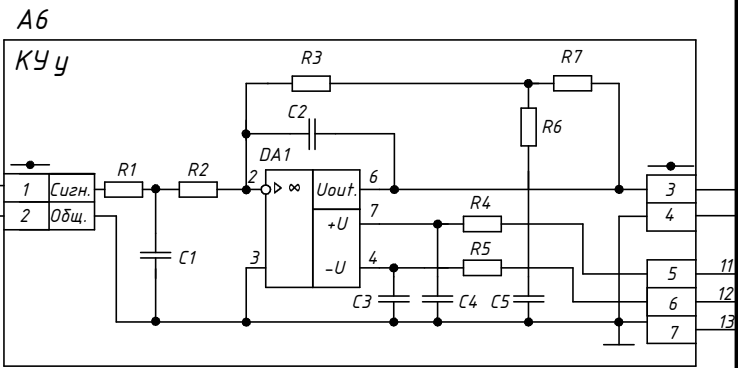 А6
КУ у
R3
R7
C2
R6
DA1
R1
R2
2
∞
Uout.
6
1
Сигн.
3
2
Общ.
7
R4
4
+U
C1
3
4
R5
5
11
-U
C3
C4
C5
6
12
7
13